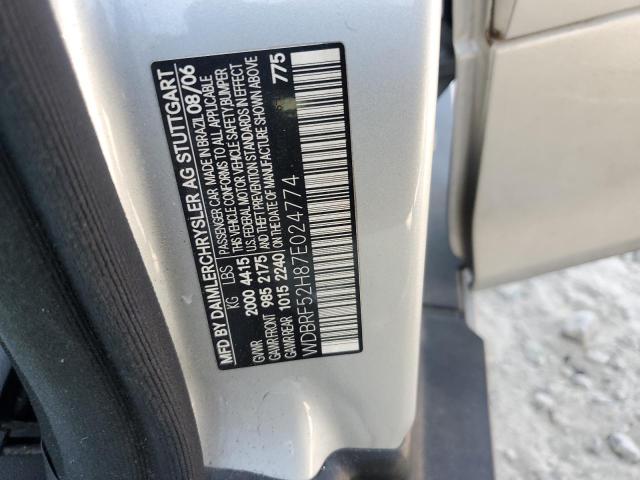 MFD BY DAIMLERCHRYSLER AG STUTTGART
KG LBS PASSENGER CAR MADE IN BRAZIL 08/06
THIS VEHICLE CONFORMS TO ALL APPLICABLE
GVWR 2000 4415 U.S. FEDERAL MOTOR VEHICLE SAFETY, BUMPER
GAWR FRONT 985 2175 AND THEFT PREVENTION STANDARDS IN EFFECT
GAWR REAR 1015 2240 ON THE DATE OF MANUFACTURE SHOWN ABOVE
775
WDBRF52H87E024774